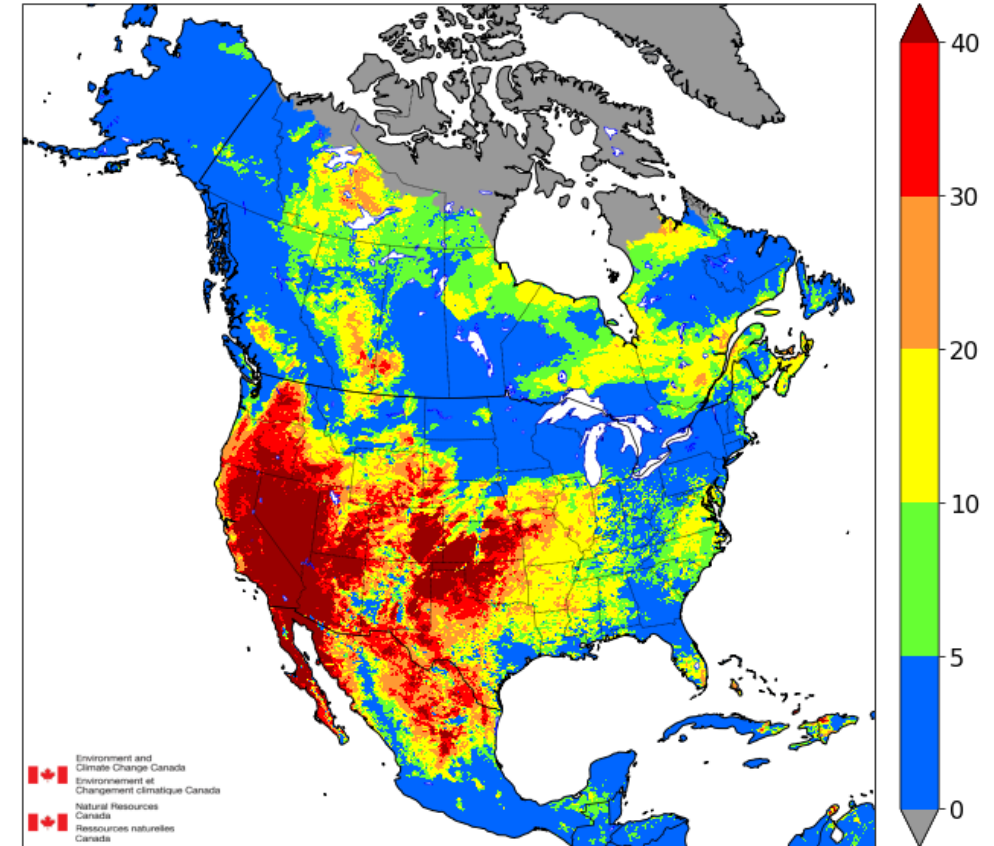 40
30
20
10
5
0
Environment and
Climate Change Canada
Environnement et
Changement climatique Canada
Natural Resources
Canada
Ressources naturelles
Canada